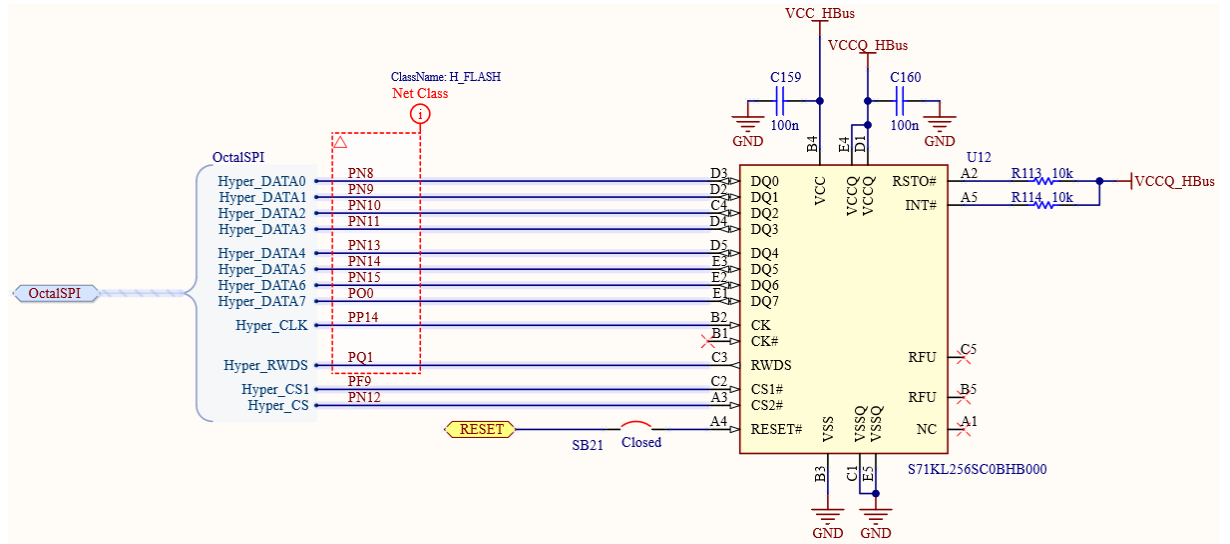 VCC_HBus
VCCQ_HBus
ClassName: H_FLASH
Net Class
i
C159
100n
GND
C160
100n
GND
B4
E4
D1
OctalSPI
U12
Hyper_DATA0 PN8 D3 DQ0
Hyper_DATA1 PN9 D2 DQ1
Hyper_DATA2 PN10 C4 DQ2
Hyper_DATA3 PN11 D4 DQ3
Hyper_DATA4 PN13 D5 DQ4
Hyper_DATA5 PN14 E3 DQ5
Hyper_DATA6 PN15 E2 DQ6
Hyper_DATA7 PO0 E1 DQ7
OctalSPI
Hyper_CLK PP14 B2 CK
B1 CK#
Hyper_RWDS PQ1 C3 RWDS
Hyper_CS1 PF9 C2 CS1#
Hyper_CS PN12 A3 CS2#
RESET A4 RESET#
SB21 Closed
VCC
VCCQ
VCCQ
RSTO# A2 R113 10k
VCCQ_HBus
INT# A5 R114 10k
RFU C5
RFU B5
NC A1
VSS
VSSQ
VSSQ
B3
C1
E5
S71KL256SC0BHB000
GND
GND